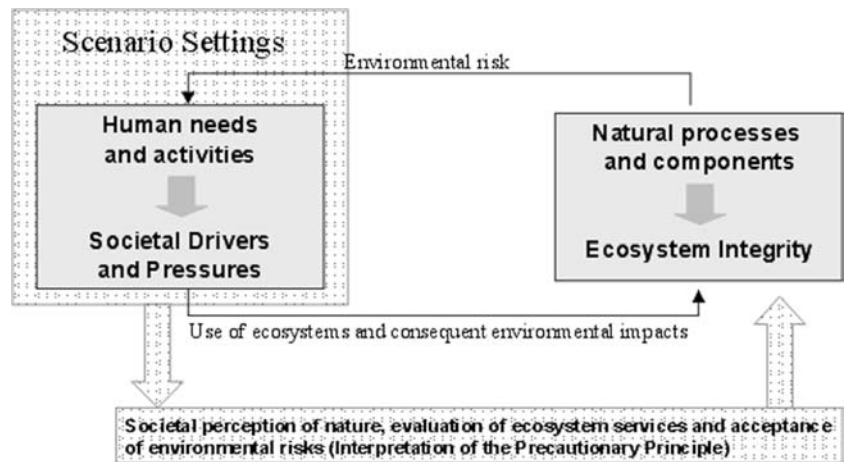 Scenario Settings
Environmental risk
Human needs
and activities
Societal Drivers
and Pressures
Natural processes
and components
Ecosystem Integrity
Use of ecosystems and consequent environmental impacts
Societal perception of nature, evaluation of ecosystem services and acceptance
of environmental risks (Interpretation of the Precautionary Principle)